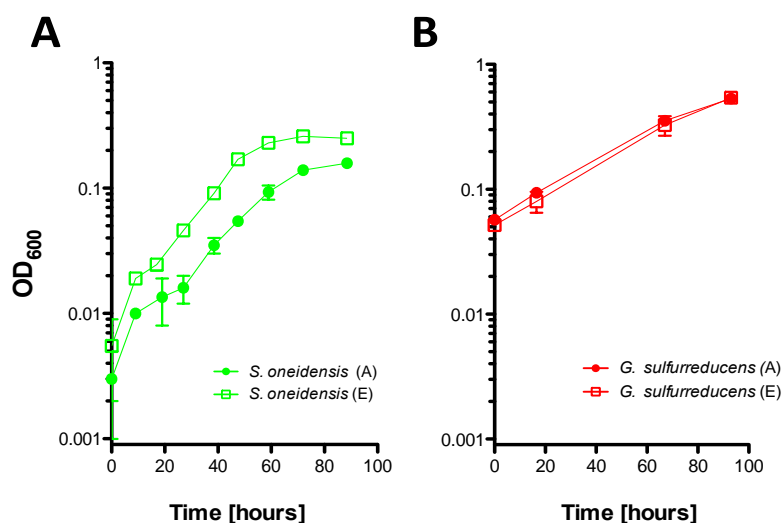 A
OD600
1
0.1
0.01
0.001
0 20 40 60 80 100
Time [hours]
S. oneidensis (A)
S. oneidensis (E)
B
1
0.1
0.01
0.001
0 20 40 60 80 100
Time [hours]
G. sulfurreducens (A)
G. sulfurreducens (E)